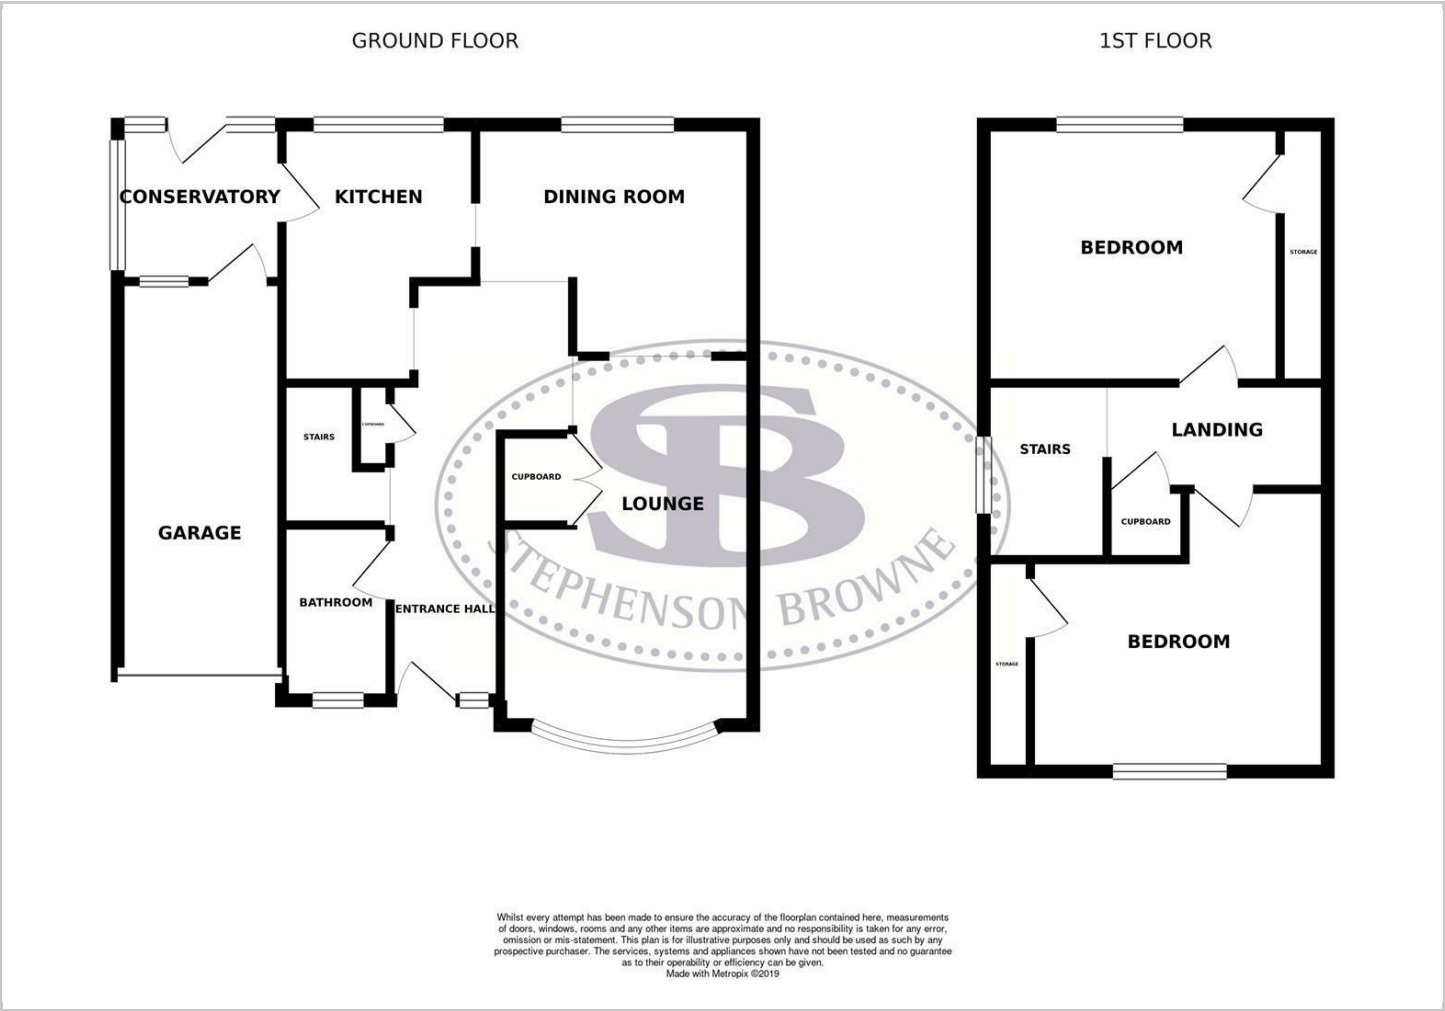 GROUND FLOOR
1ST FLOOR
CONSERVATORY
KITCHEN
DINING ROOM
BEDROOM
STORAGE
CUPBOARD
STAIRS
LANDING
STAIRS
CUPBOARD
LOUNGE
CUPBOARD
GARAGE
STEPHENSON BROWNE
SB
BATHROOM
ENTRANCE HALL
BEDROOM
STORAGE
Whilst every attempt has been made to ensure the accuracy of the floorplan contained here, measurements
of doors, windows, rooms and any other items are approximate and no responsibility is taken for any error,
omission or mis-statement. This plan is for illustrative purposes only and should be used as such by any
prospective purchaser. The services, systems and appliances shown have not been tested and no guarantee
as to their operability or efficiency can be given.
Made with Metropix ©2019